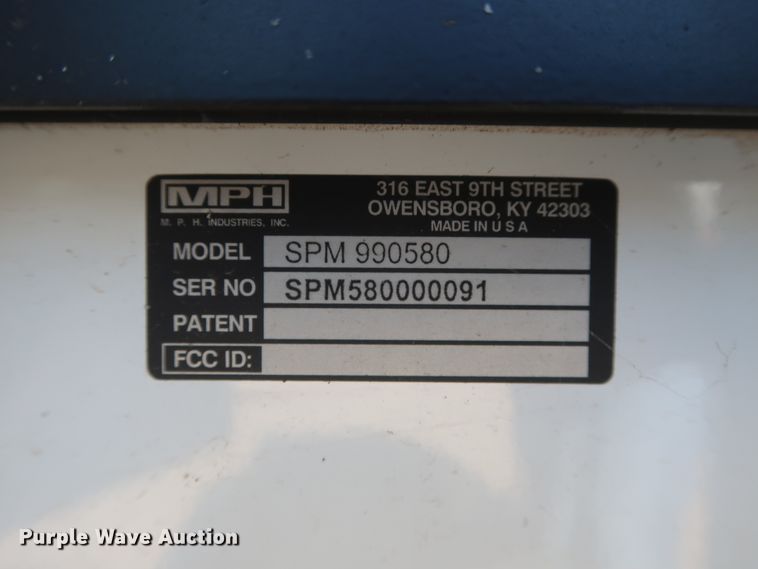 MPH
M. P. H. INDUSTRIES, INC.
316 EAST 9TH STREET
OWENSBORO, KY 42303
MADE IN U S A
MODEL SPM 990580
SER NO SPM580000091
PATENT
FCC ID:
Purple Wave Auction